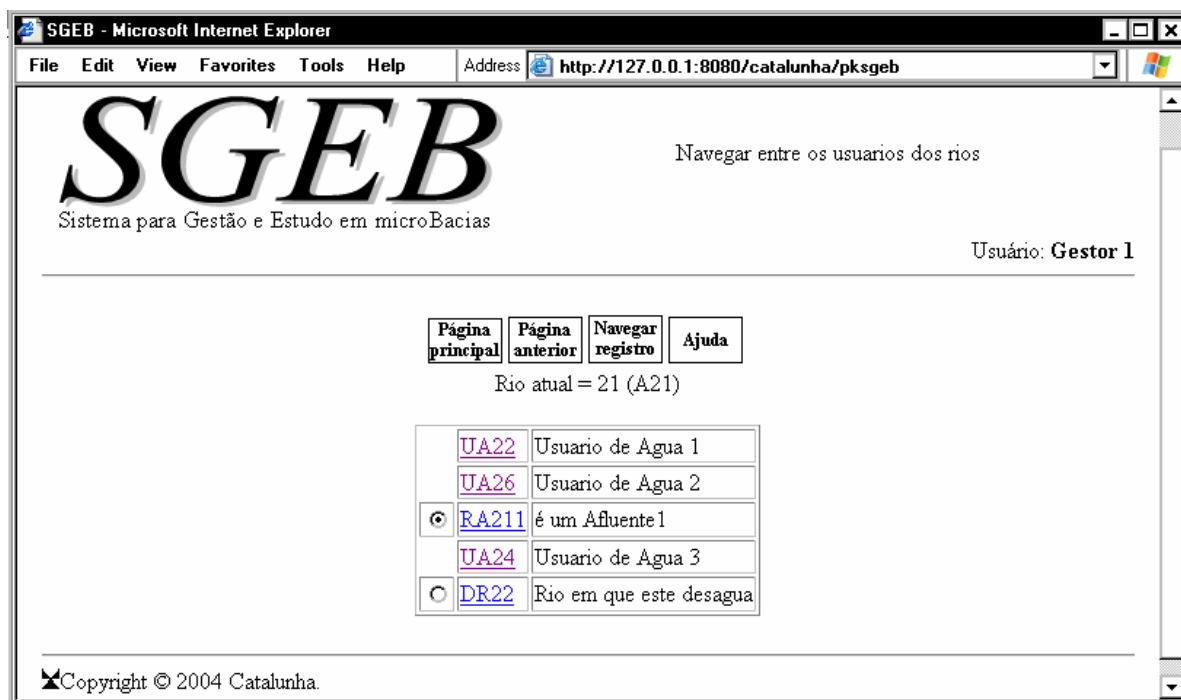 SGEB - Microsoft Internet Explorer
File Edit View Favorites Tools Help Address http://127.0.0.1:8080/catalunha/pksgeb
SGEB
Navegar entre os usuarios dos rios
Sistema para Gestão e Estudo em microBacias
Usuário: Gestor 1
Página principal
Página anterior
Navegar registro
Ajuda
Rio atual = 21 (A21)
UA22 Usuario de Agua 1
UA26 Usuario de Agua 2
RA211 é um Afluente1
UA24 Usuario de Agua 3
DR22 Rio em que este desagua
Copyright © 2004 Catalunha.